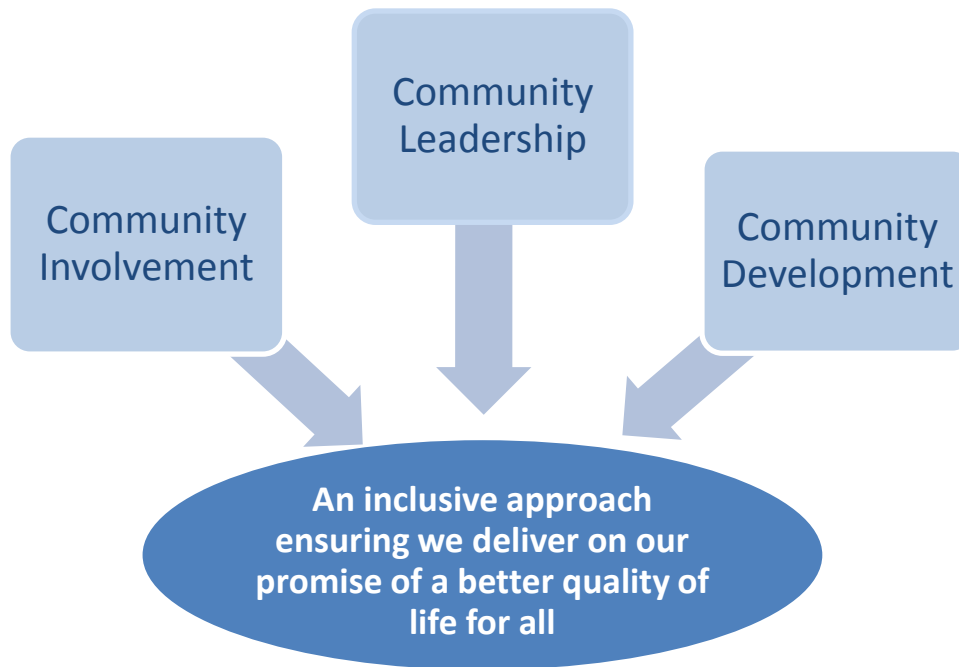 Community
Leadership
Community
Involvement
Community
Development
An inclusive approach
ensuring we deliver on our
promise of a better quality of
life for all